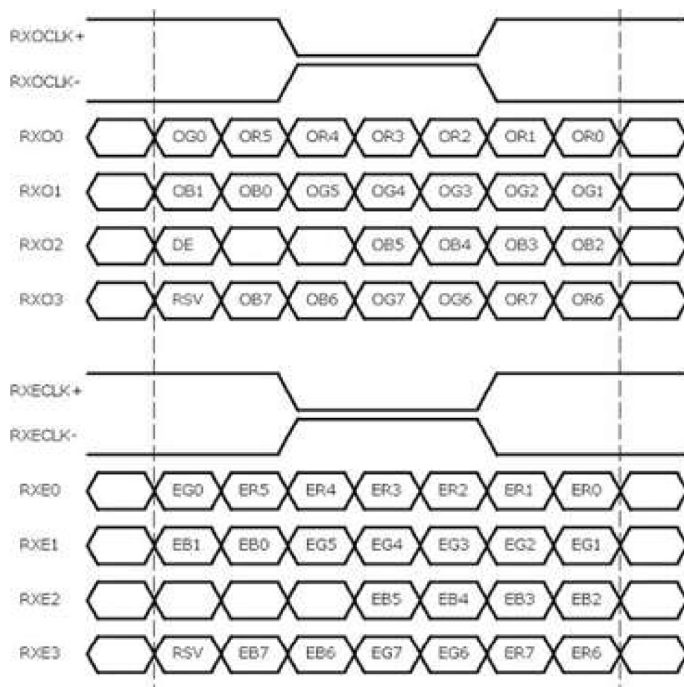 RXOCLK+
RXOCLK-
RXO0 OG0 OR5 OR4 OR3 OR2 OR1 OR0
RXO1 OB1 OB0 OG5 OG4 OG3 OG2 OG1
RXO2 DE OB5 OB4 OB3 OB2
RXO3 RSV OB7 OB6 OG7 OG6 OR7 OR6
RXECLK+
RXECLK-
RXE0 EG0 ER5 ER4 ER3 ER2 ER1 ER0
RXE1 EB1 EB0 EG5 EG4 EG3 EG2 EG1
RXE2 EB5 EB4 EB3 EB2
RXE3 RSV EB7 EB6 EG7 EG6 ER7 ER6